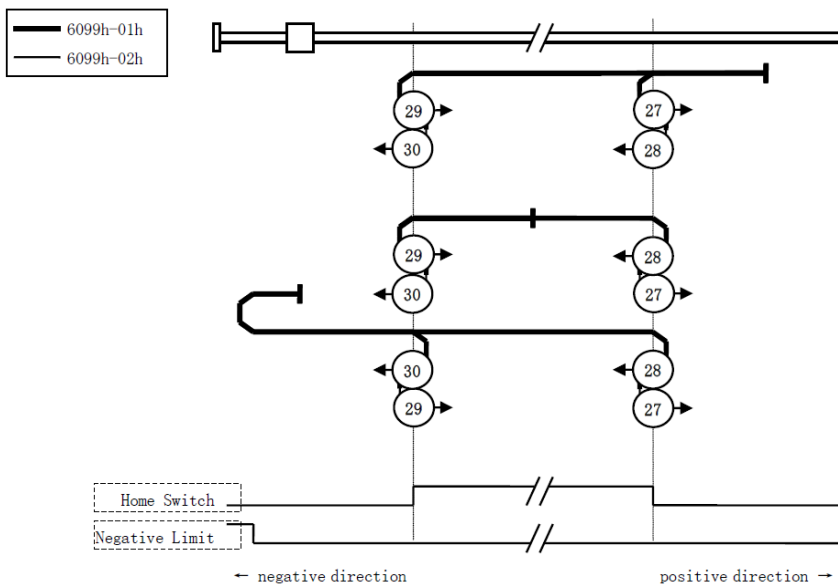 6099h-01h
6099h-02h
29 27
30 28
29 28
30 27
30 28
29 27
Home Switch
Negative Limit
← negative direction positive direction →